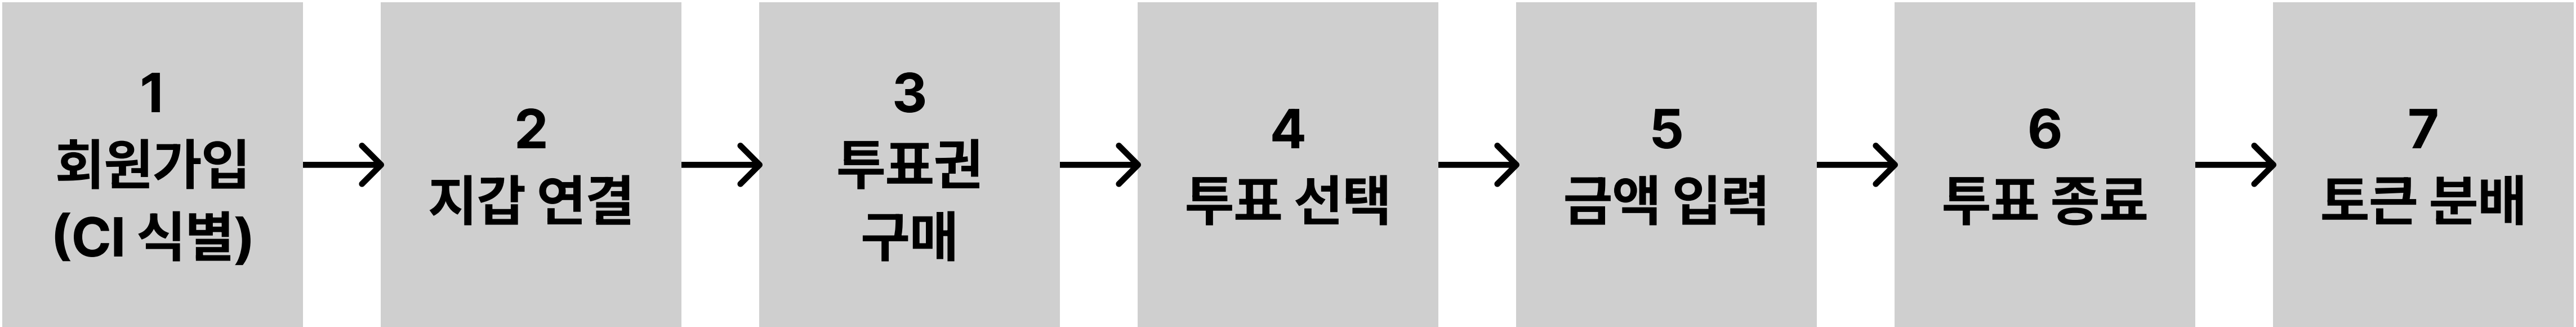 1
회원가입
(CI 식별)
2
지갑 연결
3
투표권
구매
4
투표 선택
5
금액 입력
6
투표 종료
7
토큰 분배